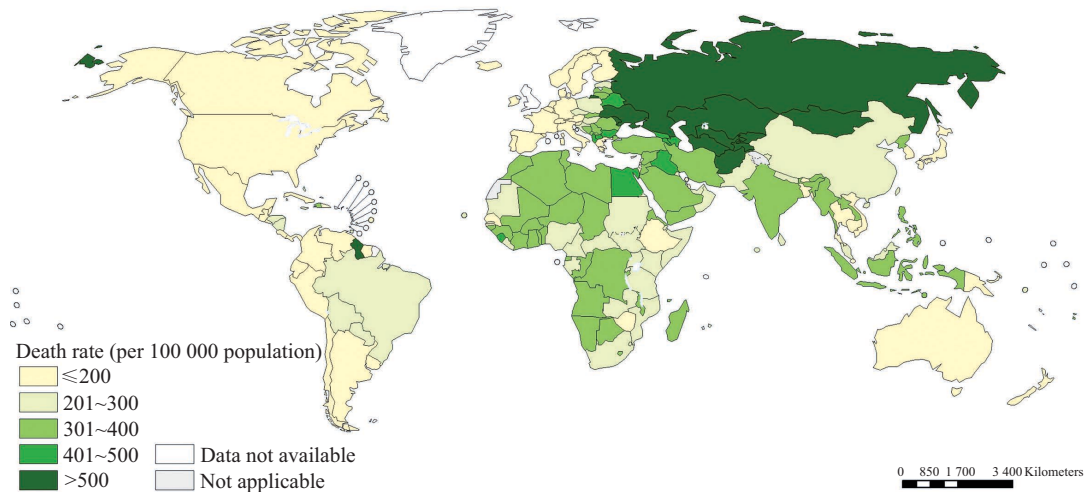 Death rate (per 100 000 population)
⩽200
201~300
301~400
401~500
>500
Data not available
Not applicable
0 850 1 700 3 400 Kilometers